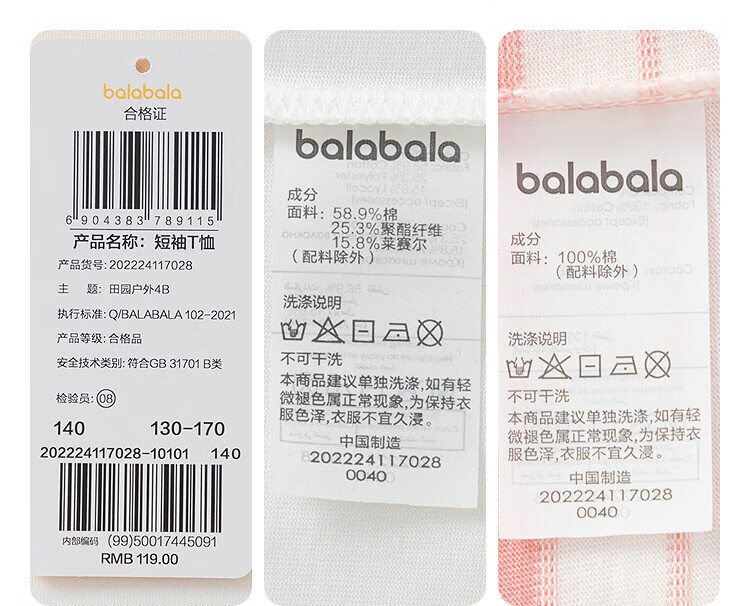 balabala
合格证
6 904383 789115
产品名称：短袖T恤
产品货号：202224117028
主 题：田园户外4B
执行标准：Q/BALABALA 102-2021
产品等级：合格品
安全技术类别：符合GB 31701 B类
检验员：08
140 130-170
202224117028-10101 140
内部编码 (99)50017445091
RMB 119.00
balabala
成分
面料：58.9%棉
25.3%聚酯纤维
15.8%莱赛尔
（配料除外）
洗涤说明
不可干洗
本商品建议单独洗涤,如有轻
微褪色属正常现象,为保持衣
服色泽,衣服不宜久浸。
中国制造
202224117028
0040
balabala
成分
面料：100%棉
（配料除外）
洗涤说明
不可干洗
本商品建议单独洗涤,如有轻
微褪色属正常现象,为保持衣
服色泽,衣服不宜久浸。
中国制造
202224117028
0040